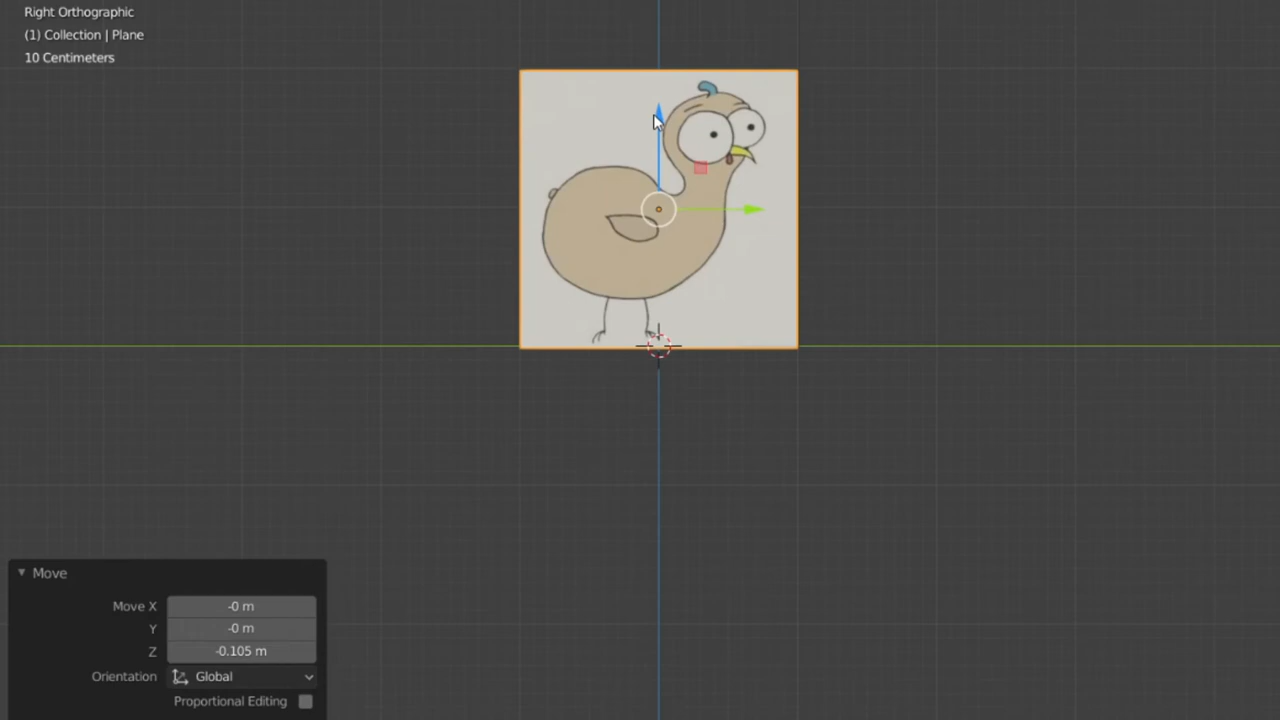 Right Orthographic
(1) Collection | Plane
10 Centimeters
Move
Move X -0 m
Y -0 m
Z -0.105 m
Orientation Global
Proportional Editing